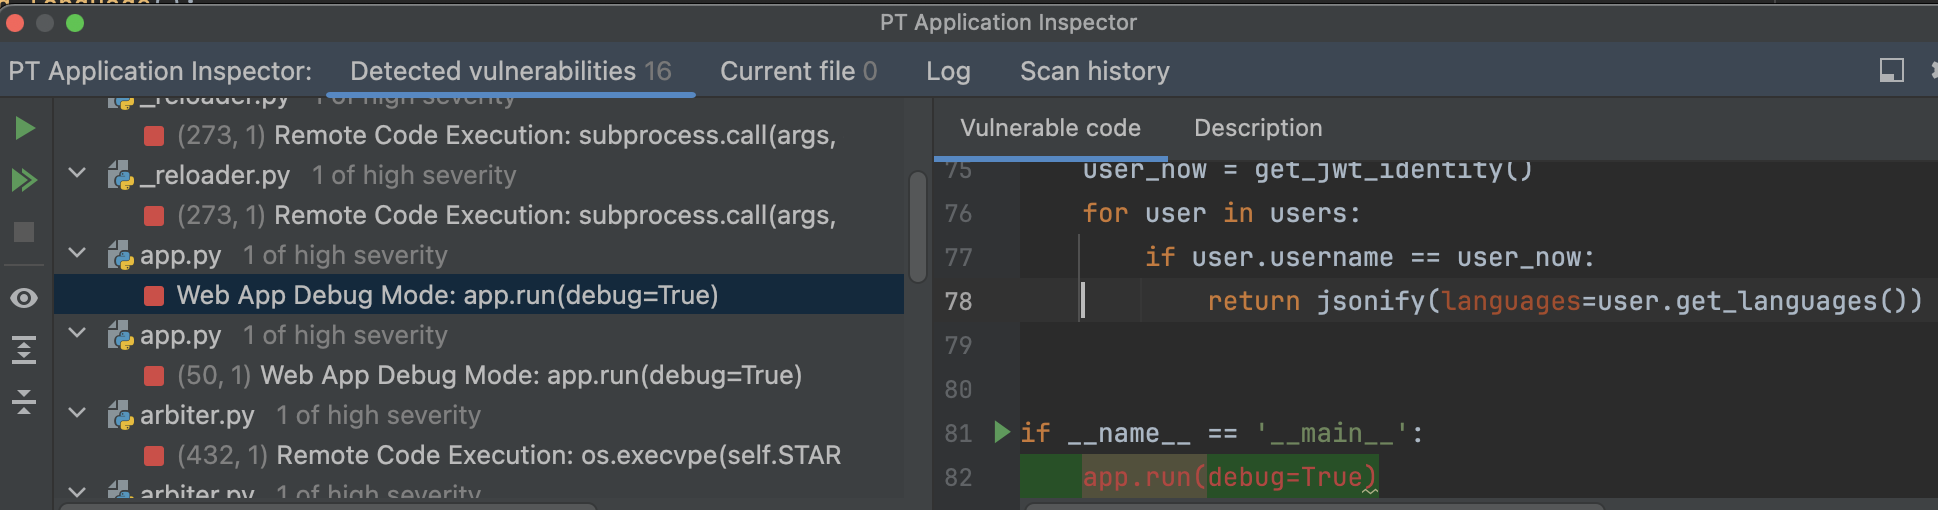 PT Application Inspector
PT Application Inspector: Detected vulnerabilities 16 Current file 0 Log Scan history
_reloader.py 1 of high severity
(273, 1) Remote Code Execution: subprocess.call(args,
_reloader.py 1 of high severity
(273, 1) Remote Code Execution: subprocess.call(args,
app.py 1 of high severity
Web App Debug Mode: app.run(debug=True)
app.py 1 of high severity
(50, 1) Web App Debug Mode: app.run(debug=True)
arbiter.py 1 of high severity
(432, 1) Remote Code Execution: os.execvpe(self.STAR
arbiter.py 1 of high severity
Vulnerable code Description
75 user_now = get_jwt_identity()
76 for user in users:
77 if user.username == user_now:
78 return jsonify(languages=user.get_languages())
79
80
81 if __name__ == '__main__':
82 app.run(debug=True)